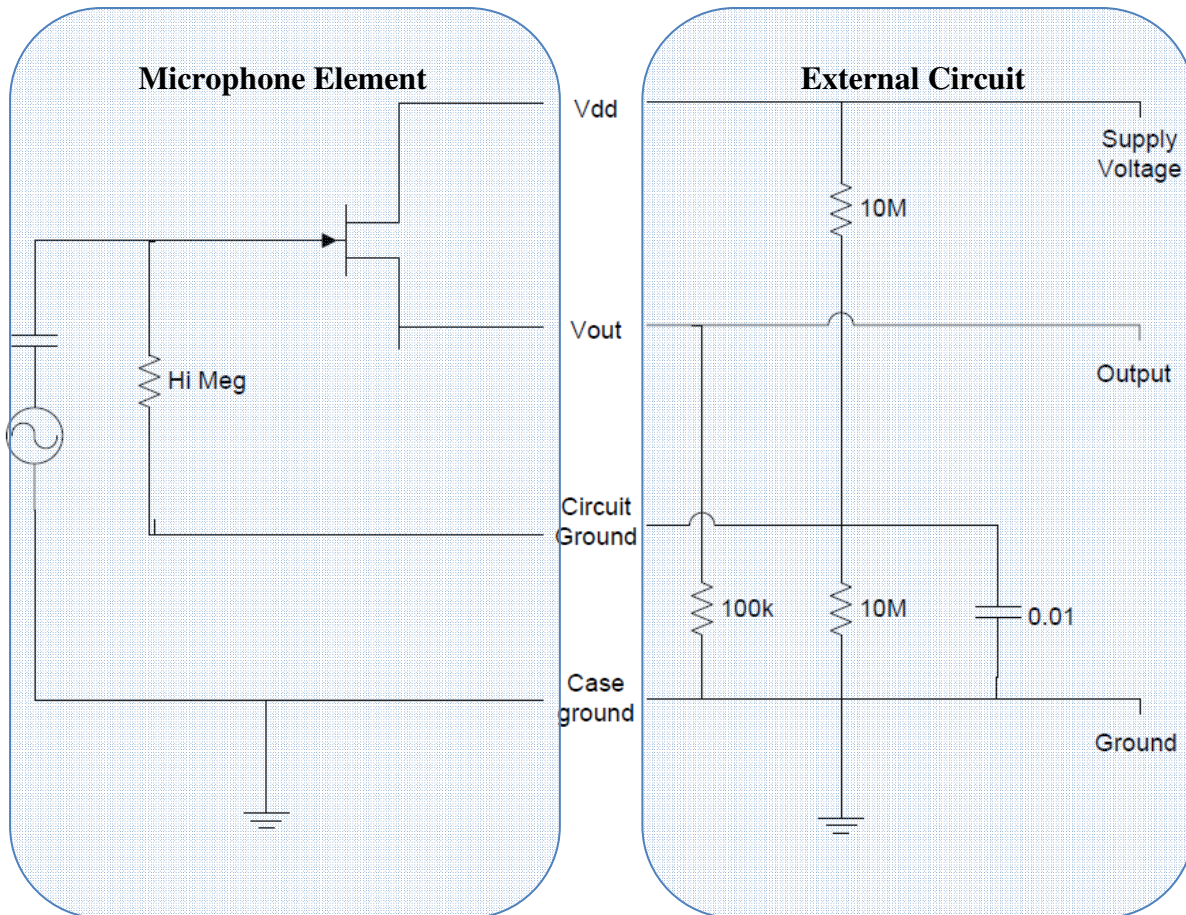 Microphone Element
External Circuit
Vdd
Supply
Voltage
10M
Vout
Output
Hi Meg
Circuit
Ground
100k
10M
0.01
Case
ground
Ground